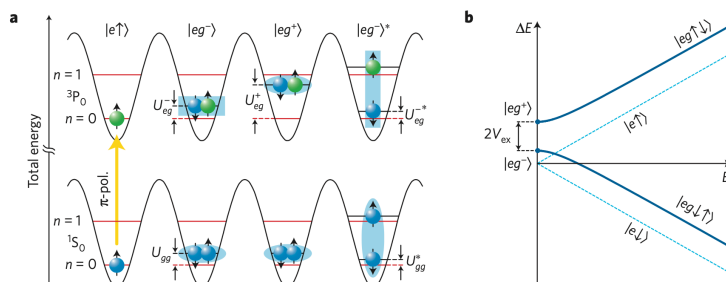 a
|e↑⟩
|eg⁻⟩
|eg⁺⟩
|eg⁻⟩*
Total energy
n = 1
³P₀
n = 0
U⁻eg
U⁺eg
U⁻*eg
π-pol.
n = 1
¹S₀
n = 0
Ugg
U*gg
b
ΔE
|eg↑↓⟩
|eg⁺⟩
2Vex
|e↑⟩
|eg⁻⟩
|eg↓↑⟩
|e↓⟩